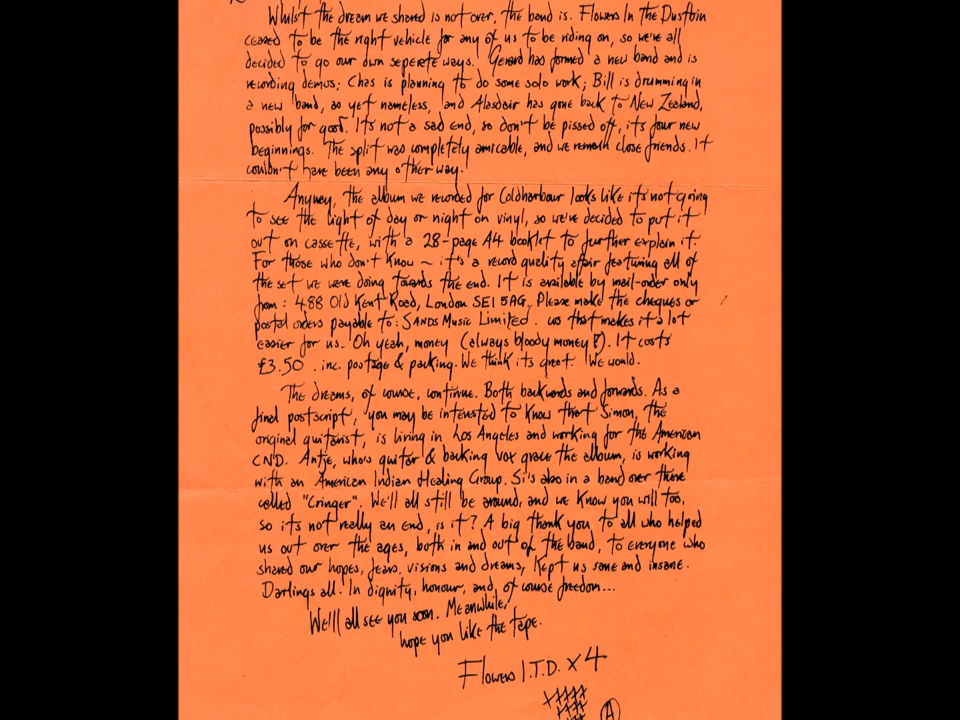 Whilst the dream we shared is not over, the band is. Flowers In The Dustbin
ceased to be the right vehicle for any of us to be riding on, so we're all
decided to go our own seperate ways. Gerard has formed a new band and is
recording demos; Chas is planning to do some solo work; Bill is drumming in
a new band, as yet nameless, and Alasdair has gone back to New Zealand,
possibly for good. It's not a sad end, so don't be pissed off, its four new
beginnings. The split was completely amicable, and we remain close friends. It
couldn't have been any other way.
Anyway, the album we recorded for Coldharbour looks like it's not going
to see the light of day or night on vinyl, so we've decided to put it
out on cassette, with a 28-page A4 booklet to further explain it.
For those who don't know ~ it's a record quality affair featuring all of
the set we were doing towards the end. It is available by mail-order only
from: 488 Old Kent Road, London SE1 5AG. Please make the cheques or
postal orders payable to: SANDS Music Limited. that makes it a lot
easier for us. Oh yeah, money (always bloody money!). It costs
£3.50. inc. postage & packing. We think its great. We would.
The dreams, of course, continue. Both backwards and forwards. As a
final postscript, you may be interested to know that Simon, the
original guitarist, is living in Los Angeles and working for the American
CND. Antje, who's guitar & backing vox grace the album, is working
with an American Indian Healing Group. Si's also in a band over there
called "Cringer". We'll all still be around, and we know you will too,
so it's not really an end, is it? A big thank you to all who helped
us out over the ages, both in and out of the band, to everyone who
shared our hopes, fears, visions and dreams, kept us sane and insane.
Darlings all. In dignity, honour, and, of course freedom...
We'll all see you soon. Meanwhile,
hope you like the tape.
Flowers I.T.D. x 4